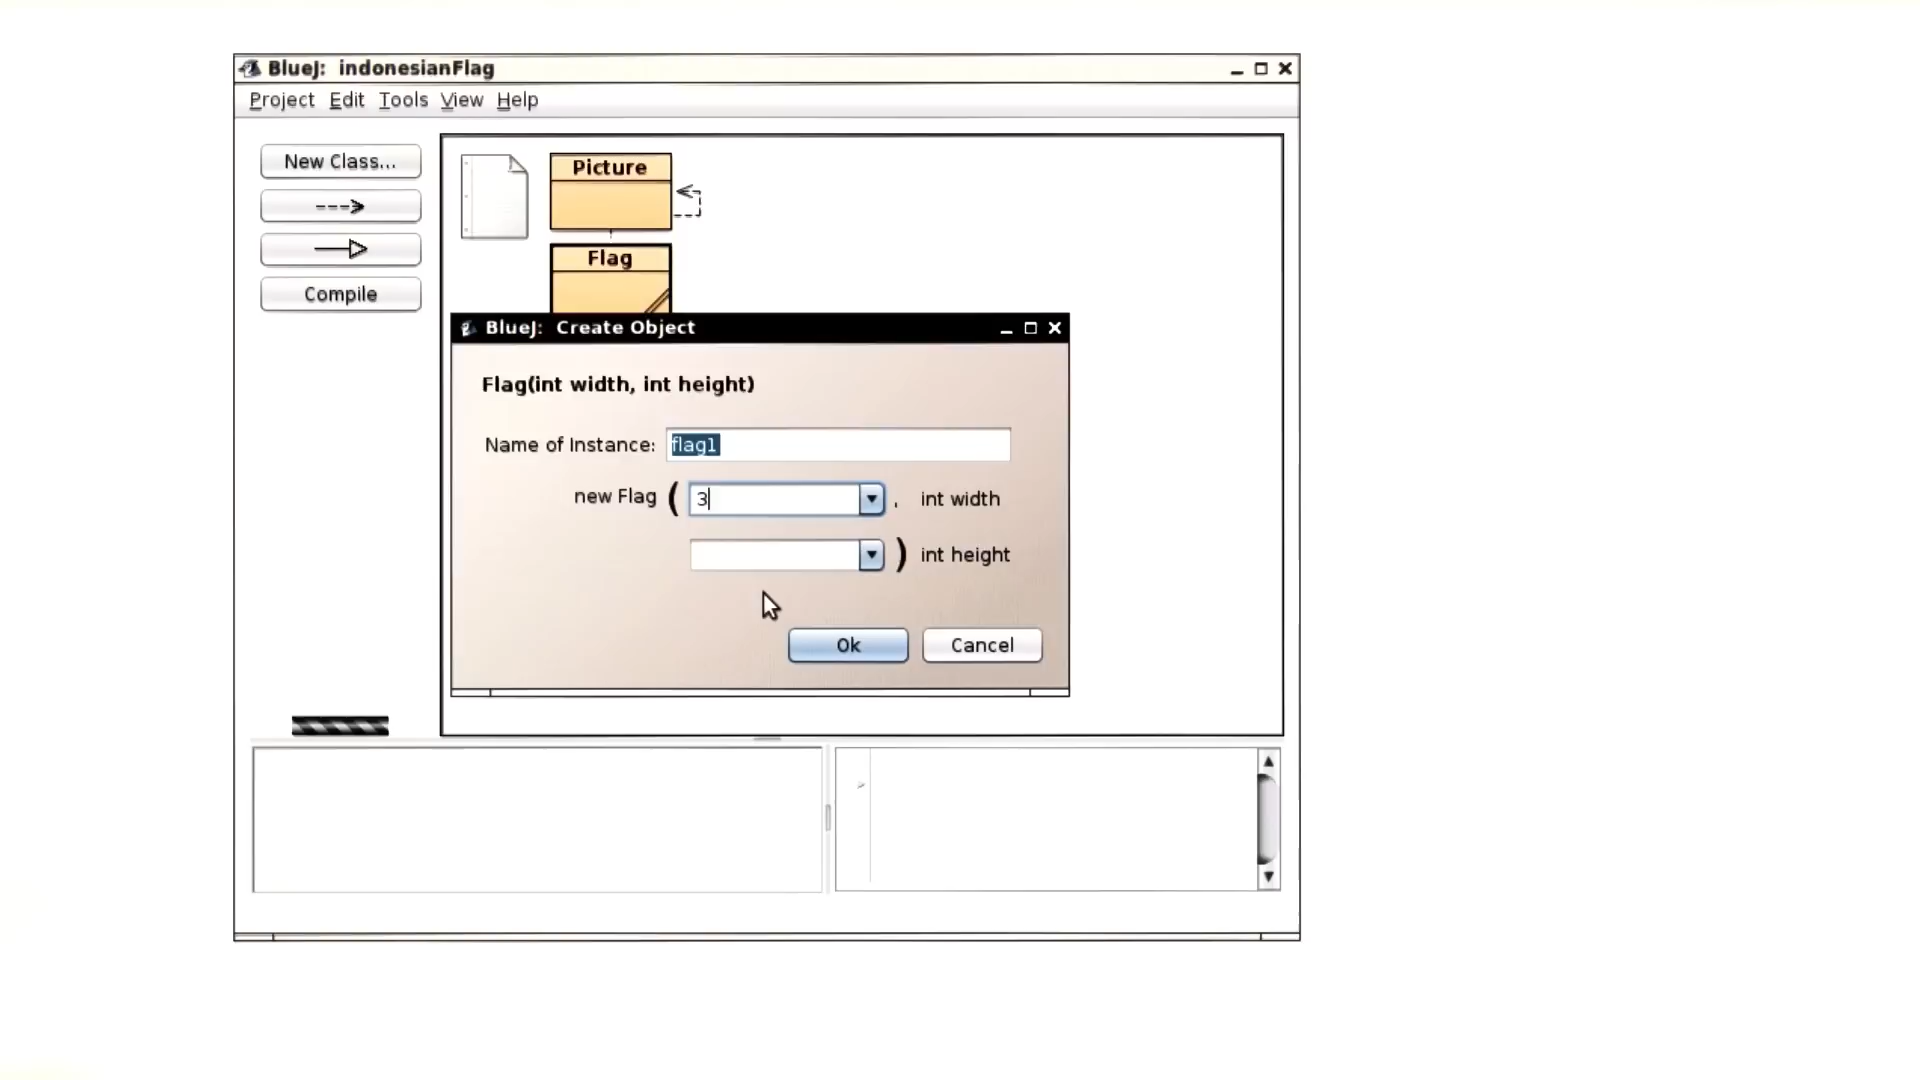 BlueJ: indonesianFlag
Project Edit Tools View Help
New Class...
Picture
Flag
Compile
BlueJ: Create Object
Flag(int width, int height)
Name of Instance: flag1
new Flag ( 3 , int width
) int height
Ok Cancel